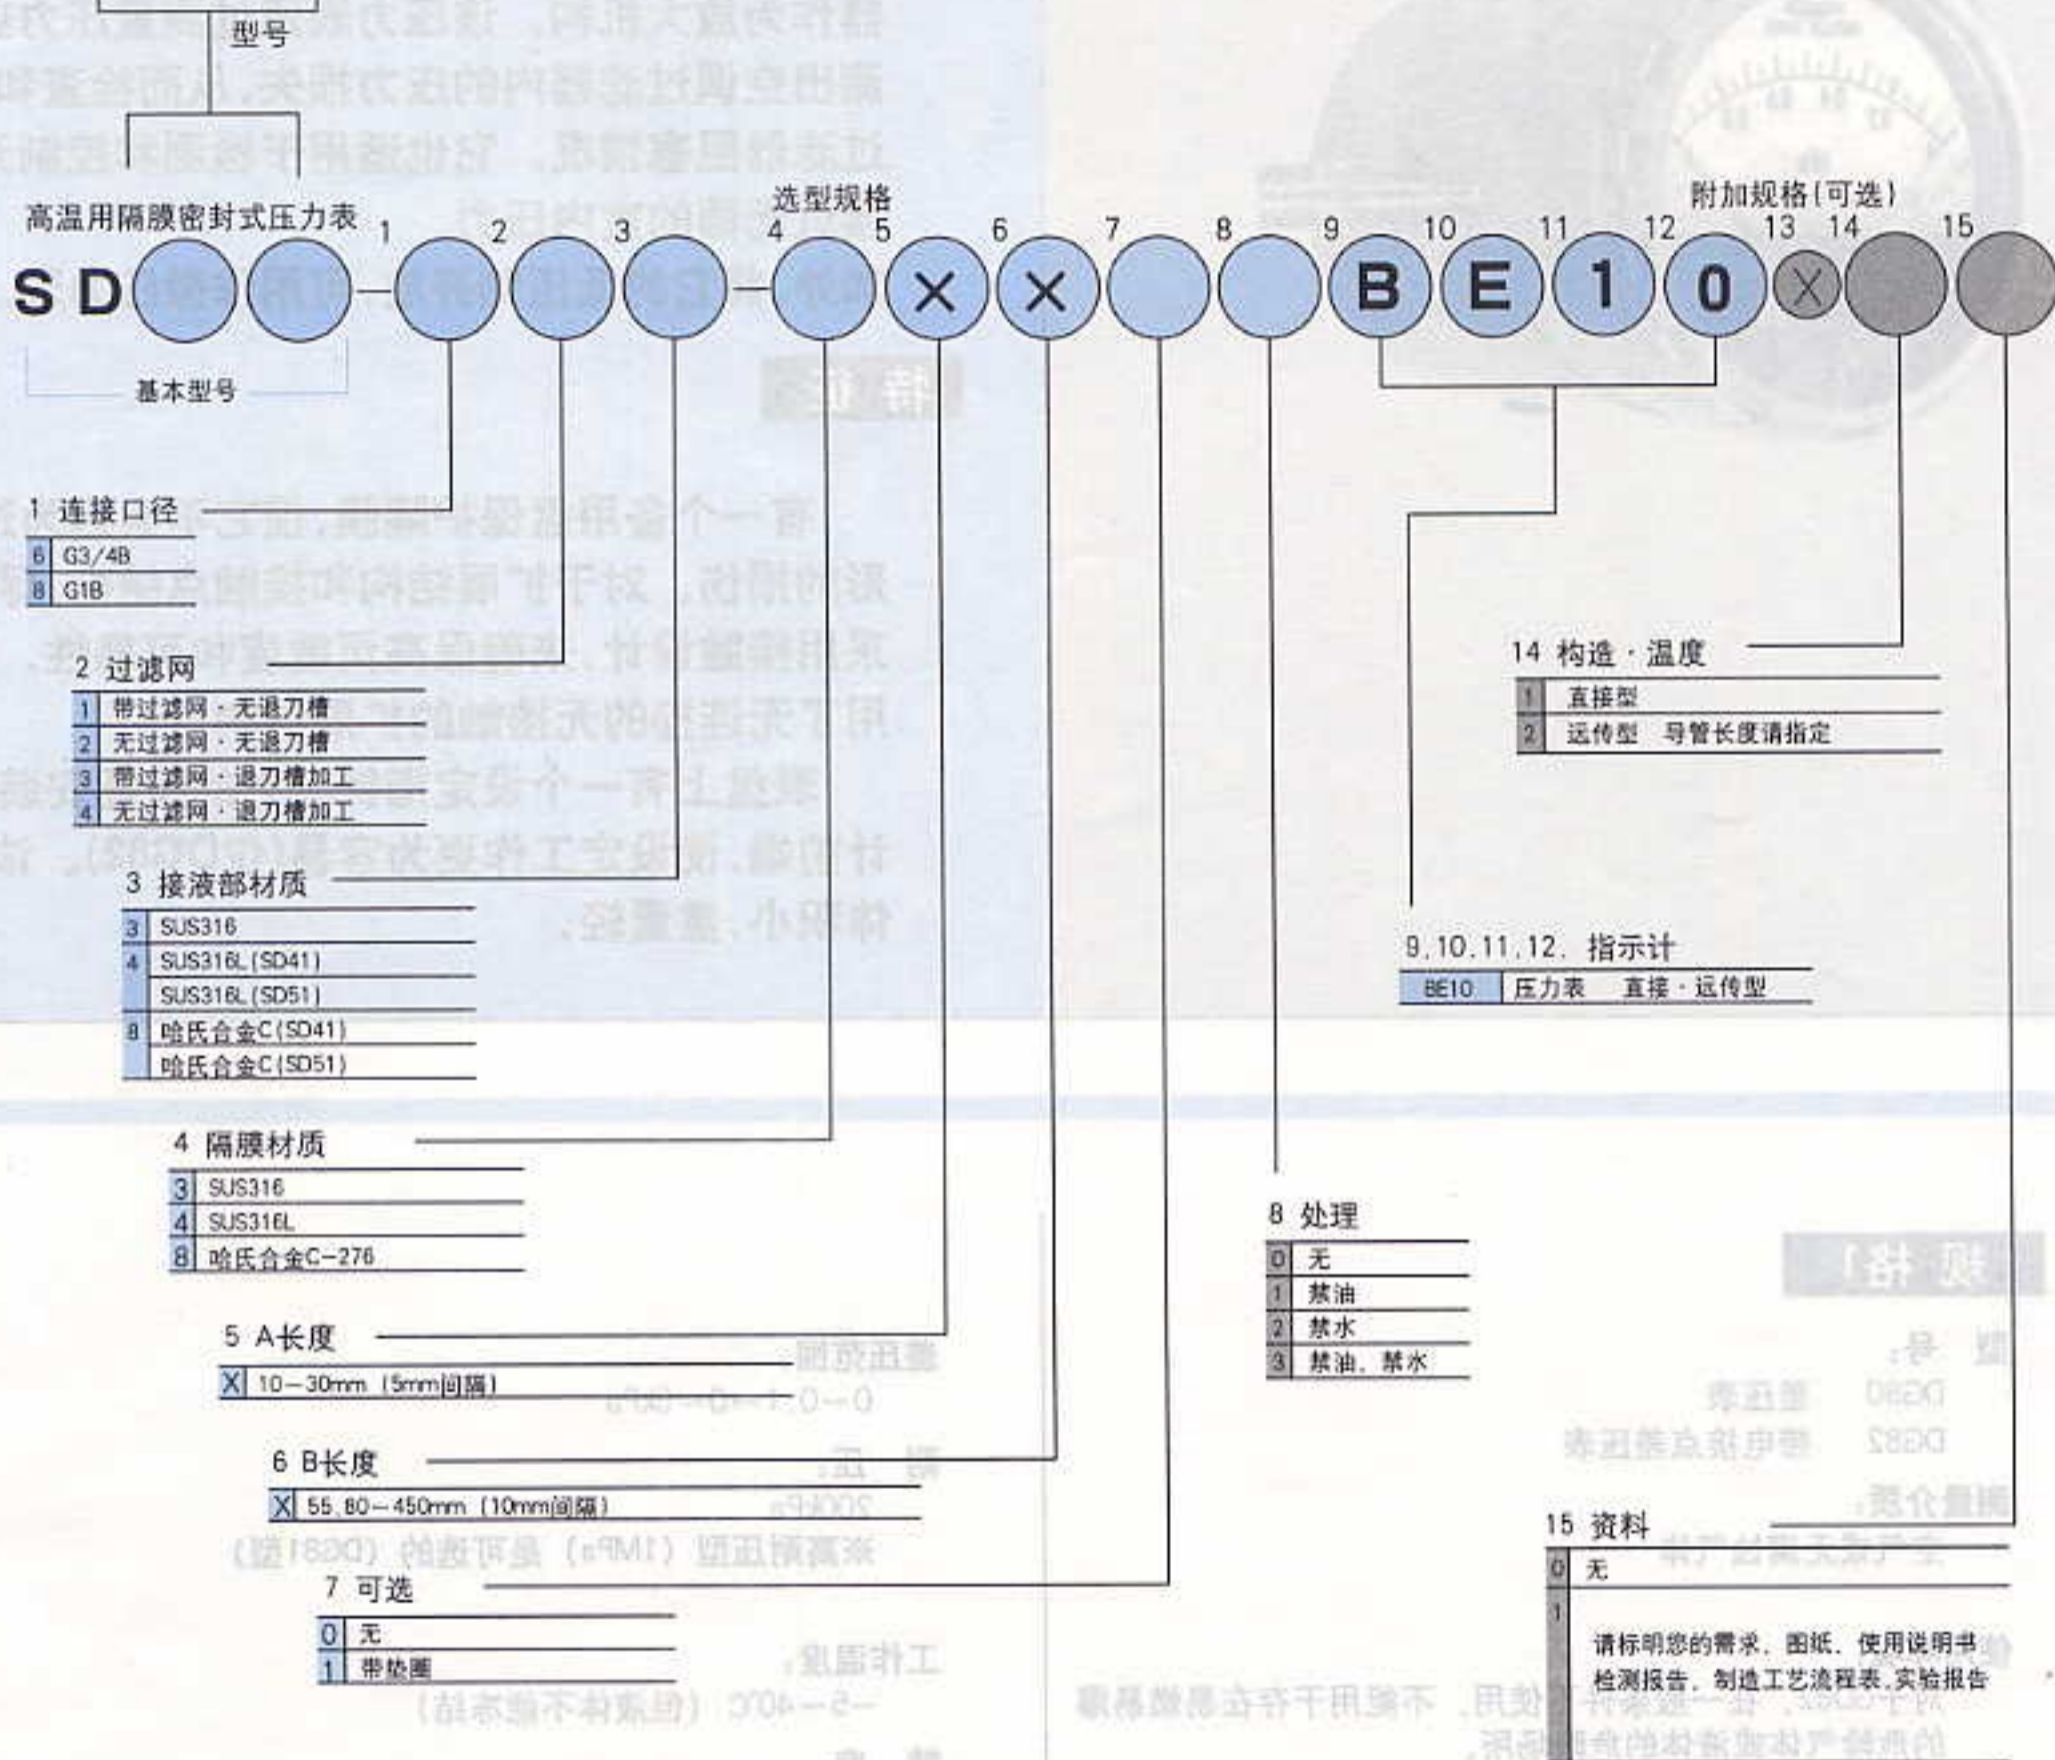 型号
高温用隔膜密封式压力表
选型规格
附加规格(可选)
1 2 3 4 5 6 7 8 9 10 11 12 13 14 15
SD - - X X B E 1 0 X
基本型号
1 连接口径
6 G3/4B
8 G1B
2 过滤网
1 带过滤网·无退刀槽
2 无过滤网·无退刀槽
3 带过滤网·退刀槽加工
4 无过滤网·退刀槽加工
3 接液部材质
3 SUS316
4 SUS316L(SD41)
SUS316L(SD51)
8 哈氏合金C(SD41)
哈氏合金C(SD51)
4 隔膜材质
3 SUS316
4 SUS316L
8 哈氏合金C-276
5 A长度
X 10-30mm (5mm间隔)
6 B长度
X 55,80-450mm (10mm间隔)
7 可选
0 无
1 带垫圈
8 处理
0 无
1 禁油
2 禁水
3 禁油、禁水
9,10,11,12. 指示计
BE10 压力表 直接·远传型
14 构造·温度
1 直接型
2 远传型 导管长度请指定
15 资料
0 无
1
请标明您的需求、图纸、使用说明书
检测报告、制造工艺流程表、实验报告